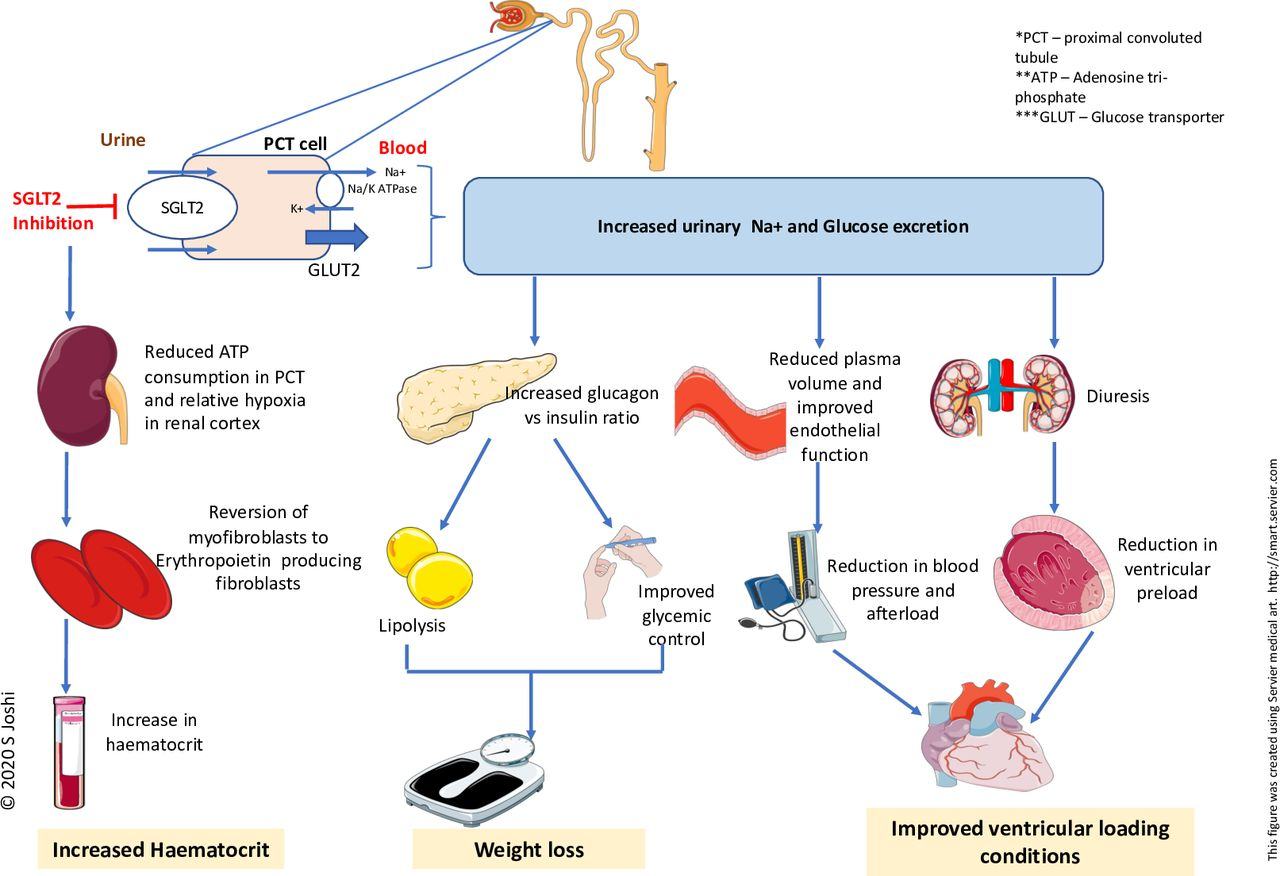 *PCT – proximal convoluted
tubule
**ATP – Adenosine tri-
phosphate
***GLUT – Glucose transporter
Urine
PCT cell
Blood
Na+
Na/K ATPase
SGLT2
Inhibition
SGLT2
K+
GLUT2
Increased urinary Na+ and Glucose excretion
Reduced ATP
consumption in PCT
and relative hypoxia
in renal cortex
Increased glucagon
vs insulin ratio
Reduced plasma
volume and
improved
endothelial
function
Diuresis
Reversion of
myofibroblasts to
Erythropoietin producing
fibroblasts
Lipolysis
Improved
glycemic
control
Reduction in blood
pressure and
afterload
Reduction in
ventricular
preload
Increase in
haematocrit
Increased Haematocrit
Weight loss
Improved ventricular loading
conditions
© 2020 S Joshi
This figure was created using Servier medical art. http://smart.servier.com